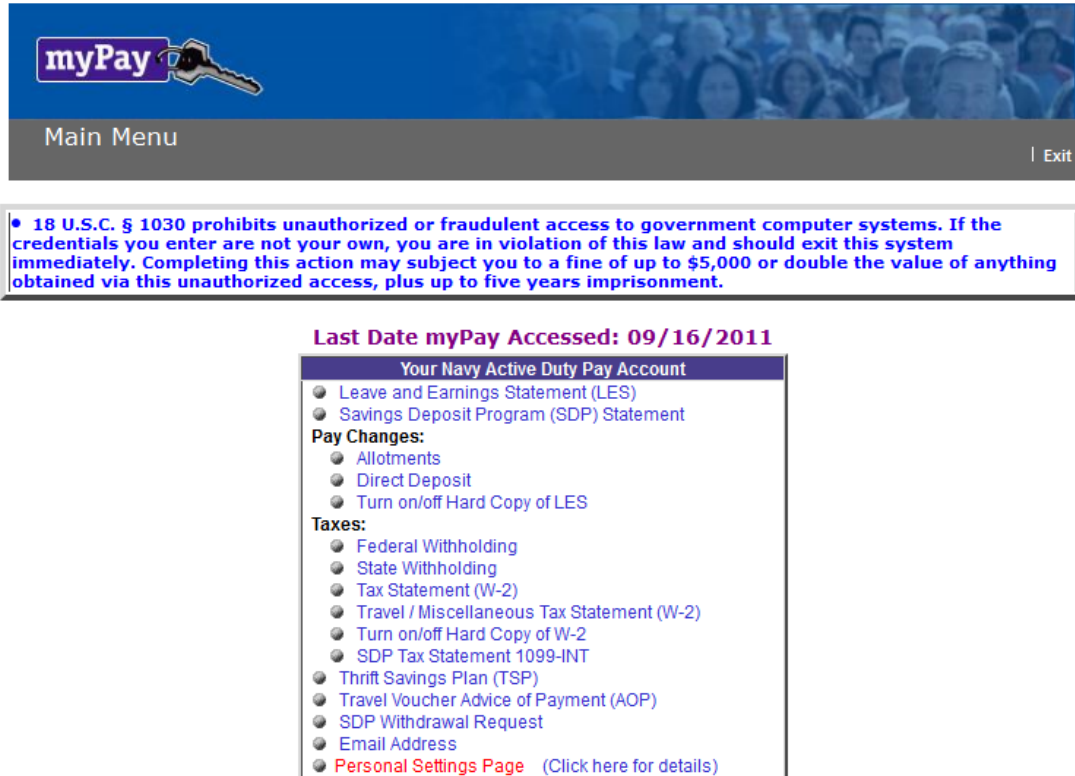 myPay
Main Menu
| Exit
• 18 U.S.C. § 1030 prohibits unauthorized or fraudulent access to government computer systems. If the
credentials you enter are not your own, you are in violation of this law and should exit this system
immediately. Completing this action may subject you to a fine of up to $5,000 or double the value of anything
obtained via this unauthorized access, plus up to five years imprisonment.
Last Date myPay Accessed: 09/16/2011
Your Navy Active Duty Pay Account
Leave and Earnings Statement (LES)
Savings Deposit Program (SDP) Statement
Pay Changes:
Allotments
Direct Deposit
Turn on/off Hard Copy of LES
Taxes:
Federal Withholding
State Withholding
Tax Statement (W-2)
Travel / Miscellaneous Tax Statement (W-2)
Turn on/off Hard Copy of W-2
SDP Tax Statement 1099-INT
Thrift Savings Plan (TSP)
Travel Voucher Advice of Payment (AOP)
SDP Withdrawal Request
Email Address
Personal Settings Page (Click here for details)